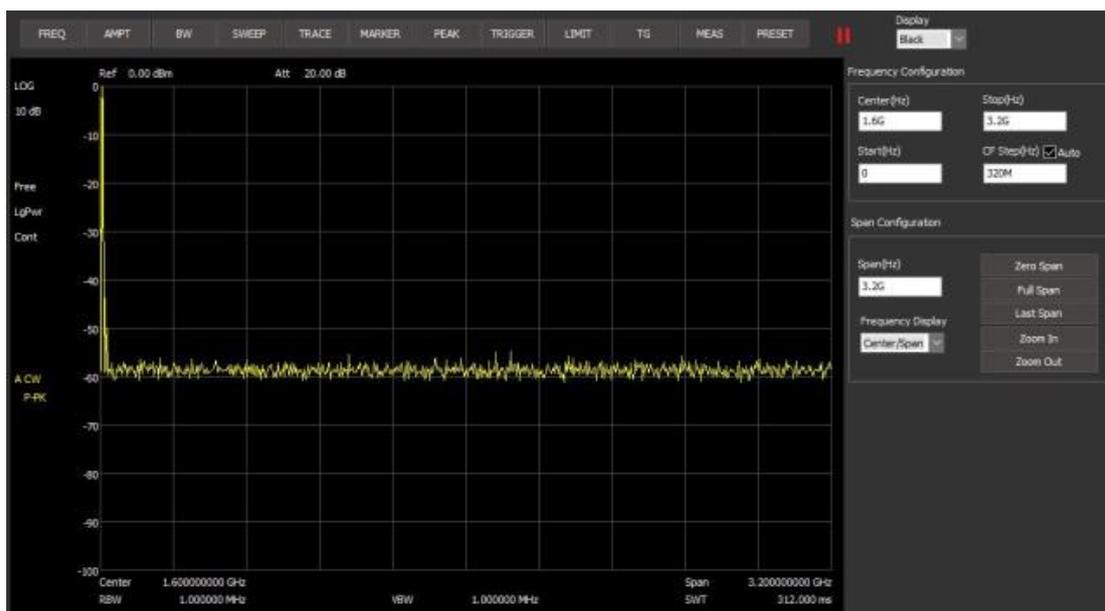 Display
FREQ AMPT BW SWEEP TRACE MARKER PEAK TRIGGER LIMIT TG MEAS PRESET Black
Ref 0.00 dBm Att 20.00 dB
LOG
10 dB
Free
LgPwr
Cont
A CW
P-PK
0
-10
-20
-30
-40
-50
-60
-70
-80
-90
-100
Center 1.600000000 GHz Span 3.200000000 GHz
RBW 1.000000 MHz VBW 1.000000 MHz SWT 312.000 ms
Frequency Configuration
Center(Hz) Stop(Hz)
1.6G 3.2G
Start(Hz) CF Step(Hz) Auto
0 320M
Span Configuration
Span(Hz)
3.2G
Frequency Display
Center/Span
Zero Span
Full Span
Last Span
Zoom In
Zoom Out